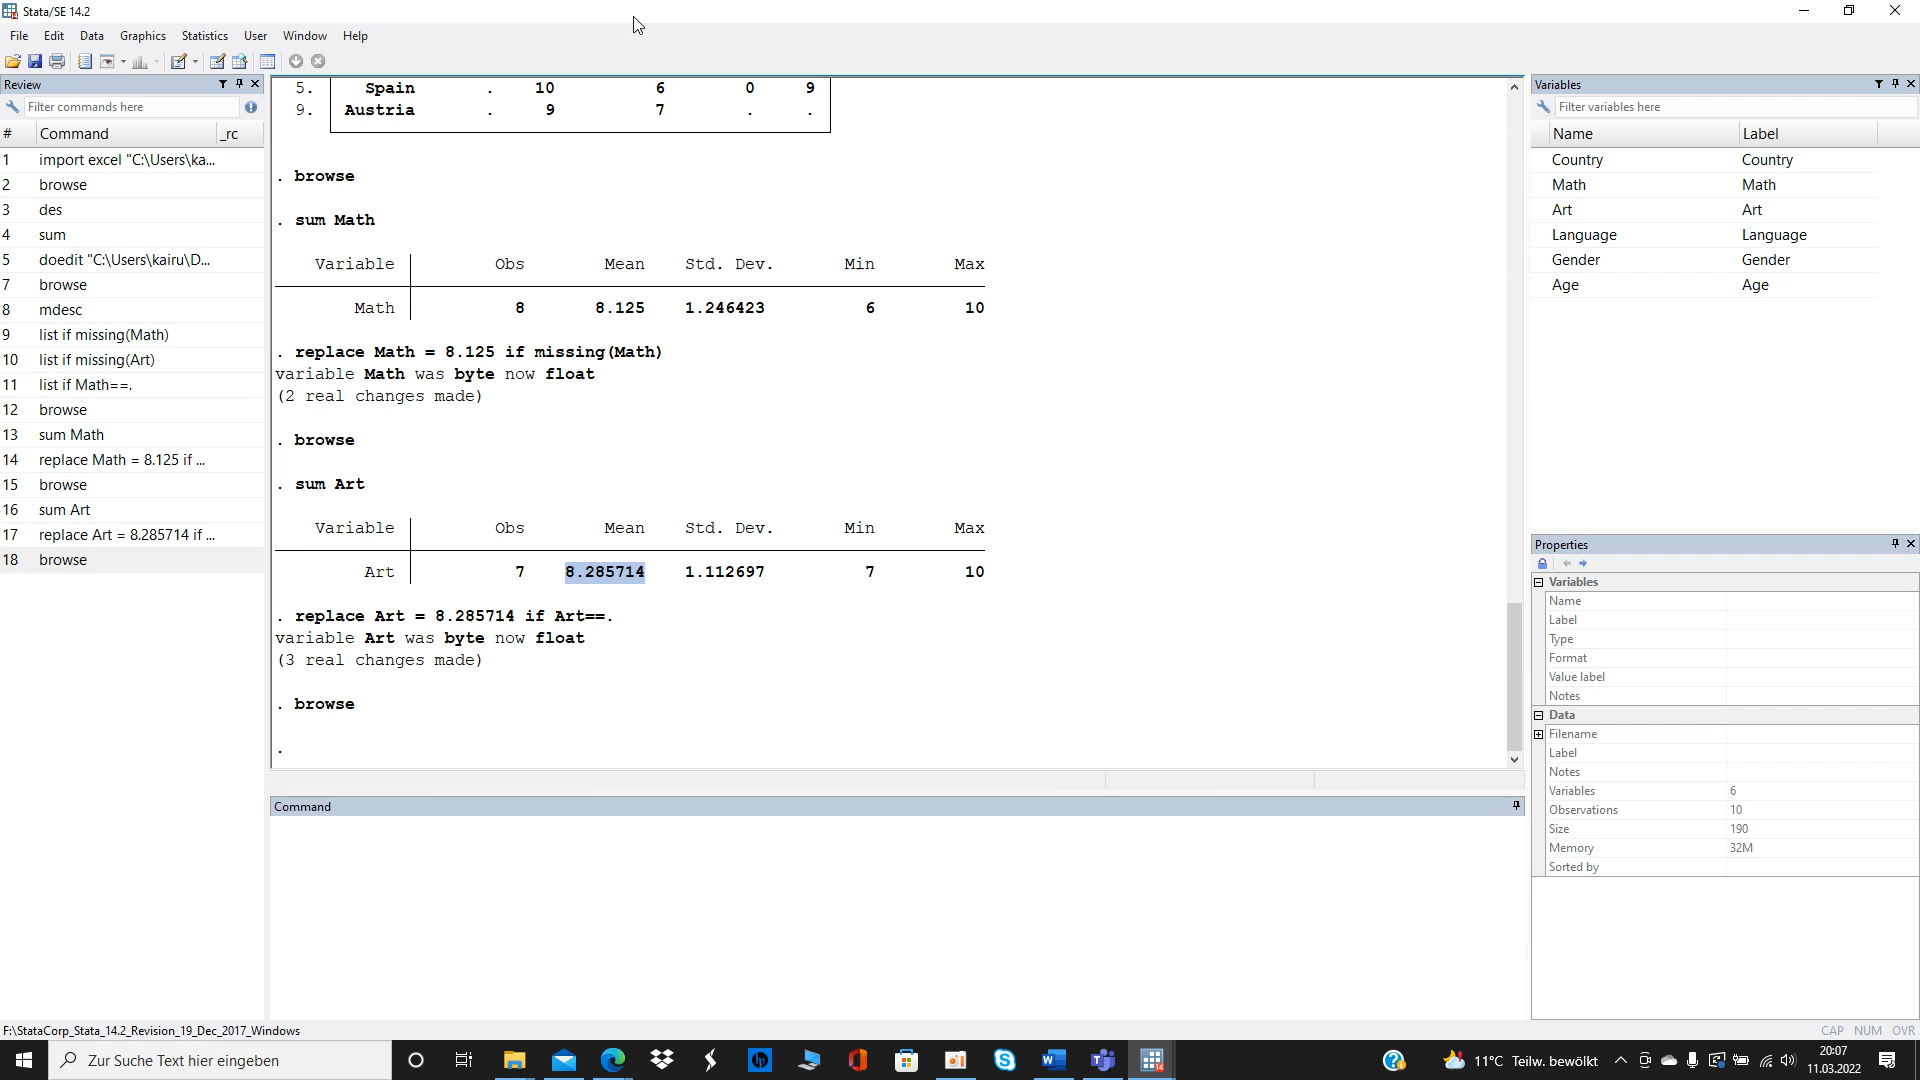 Stata/SE 14.2
File Edit Data Graphics Statistics User Window Help
Review
Filter commands here
# Command _rc
1 import excel "C:\Users\ka...
2 browse
3 des
4 sum
5 doedit "C:\Users\kairu\D...
7 browse
8 mdesc
9 list if missing(Math)
10 list if missing(Art)
11 list if Math==.
12 browse
13 sum Math
14 replace Math = 8.125 if ...
15 browse
16 sum Art
17 replace Art = 8.285714 if ...
18 browse
5. Spain . 10 6 0 9
9. Austria . 9 7 . .
. browse
. sum Math
Variable Obs Mean Std. Dev. Min Max
Math 8 8.125 1.246423 6 10
. replace Math = 8.125 if missing(Math)
variable Math was byte now float
(2 real changes made)
. browse
. sum Art
Variable Obs Mean Std. Dev. Min Max
Art 7 8.285714 1.112697 7 10
. replace Art = 8.285714 if Art==.
variable Art was byte now float
(3 real changes made)
. browse
.
Command
Variables
Filter variables here
Name Label
Country Country
Math Math
Art Art
Language Language
Gender Gender
Age Age
Properties
Variables
Name
Label
Type
Format
Value label
Notes
Data
Filename
Label
Notes
Variables 6
Observations 10
Size 190
Memory 32M
Sorted by
F:\StataCorp_Stata_14.2_Revision_19_Dec_2017_Windows
CAP NUM OVR
Zur Suche Text hier eingeben
11°C Teilw. bewölkt
20:07
11.03.2022